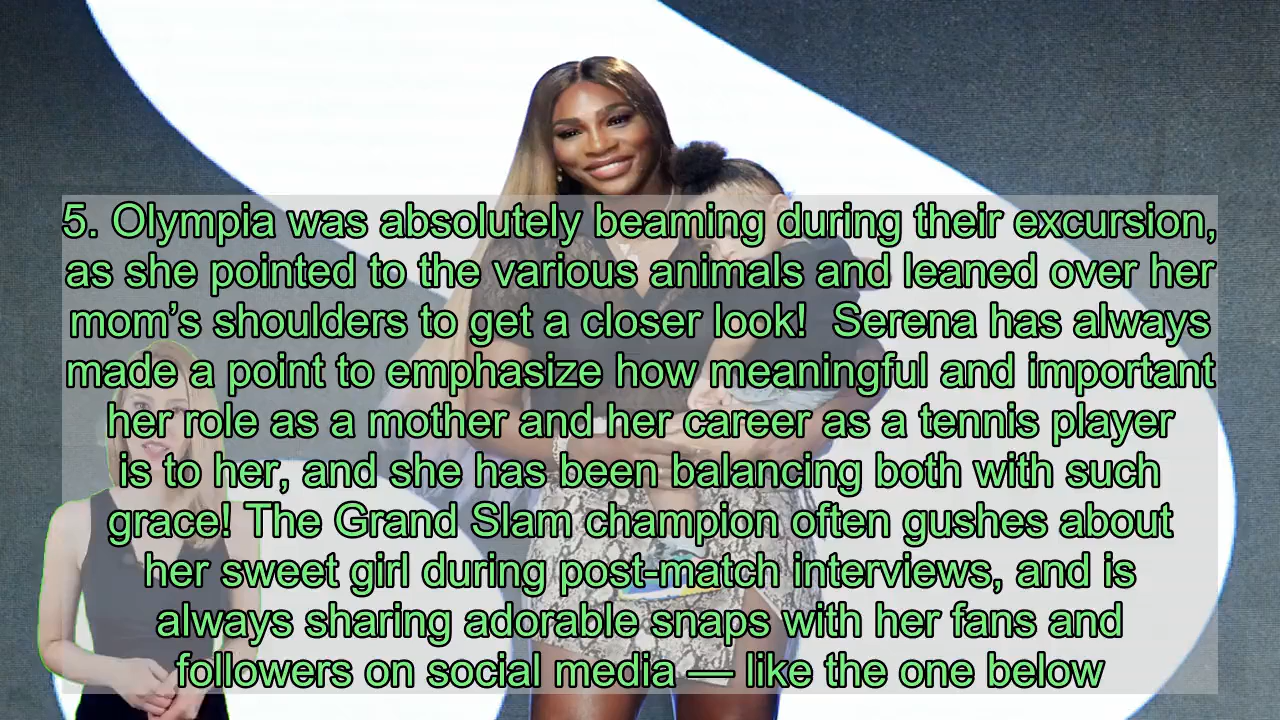 5. Olympia was absolutely beaming during their excursion,
as she pointed to the various animals and leaned over her
mom’s shoulders to get a closer look!  Serena has always
made a point to emphasize how meaningful and important
her role as a mother and her career as a tennis player
is to her, and she has been balancing both with such
grace! The Grand Slam champion often gushes about
her sweet girl during post-match interviews, and is
always sharing adorable snaps with her fans and
followers on social media — like the one below